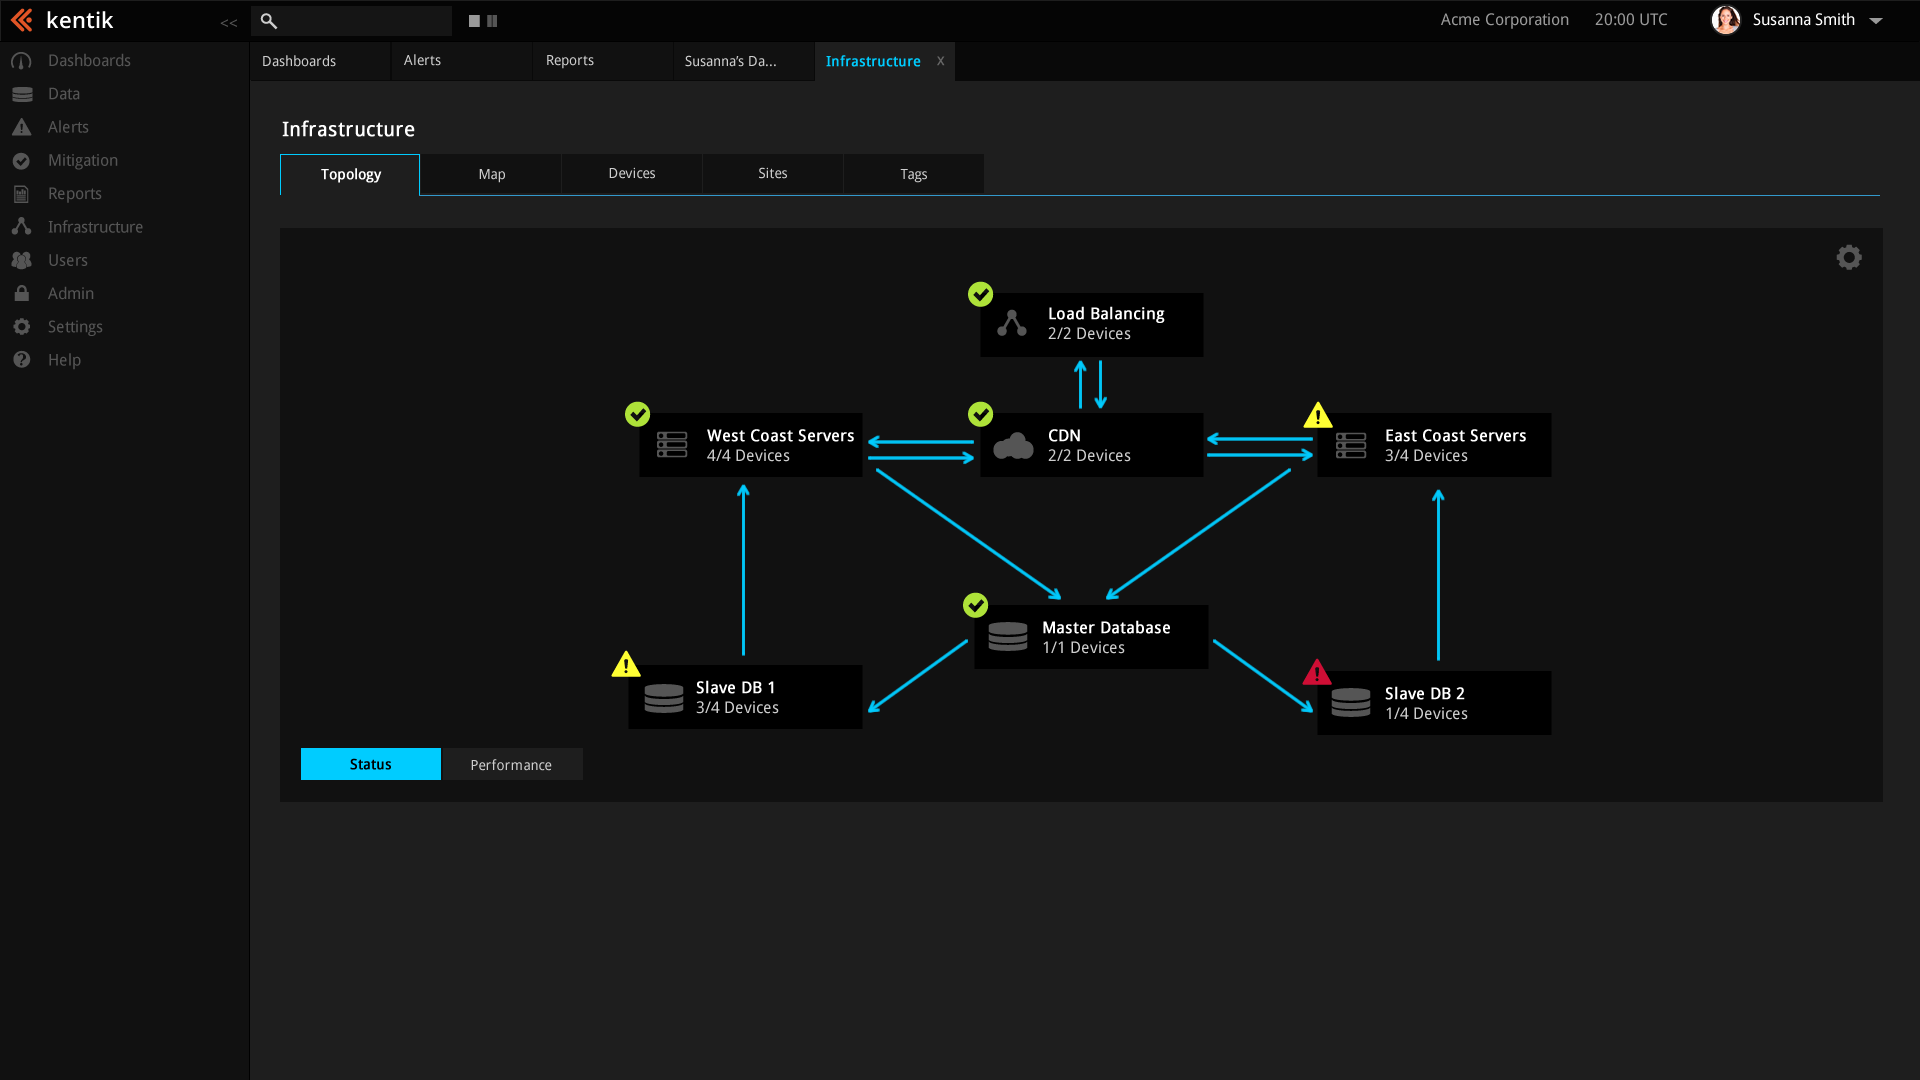 kentik
<<
Acme Corporation
20:00 UTC
Susanna Smith
Dashboards
Data
Alerts
Mitigation
Reports
Infrastructure
Users
Admin
Settings
Help
Dashboards
Alerts
Reports
Susanna’s Da...
Infrastructure X
Infrastructure
Topology
Map
Devices
Sites
Tags
Load Balancing
2/2 Devices
West Coast Servers
4/4 Devices
CDN
2/2 Devices
East Coast Servers
3/4 Devices
Master Database
1/1 Devices
Slave DB 1
3/4 Devices
Slave DB 2
1/4 Devices
Status
Performance